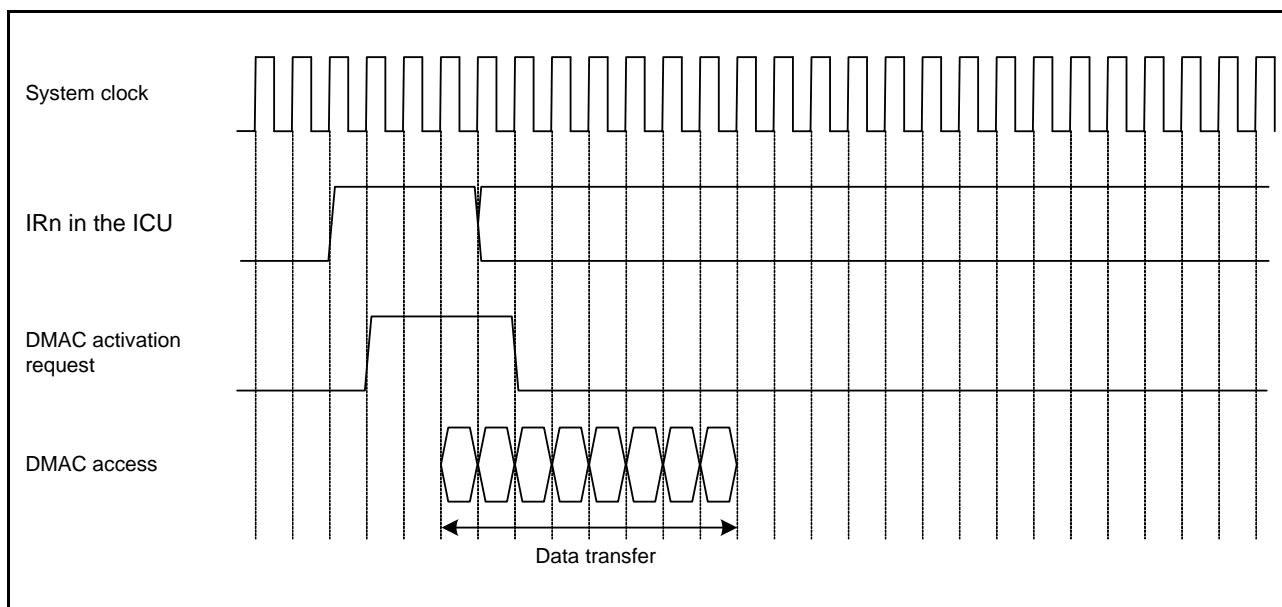 System clock
IRn in the ICU
DMAC activation
request
DMAC access
Data transfer